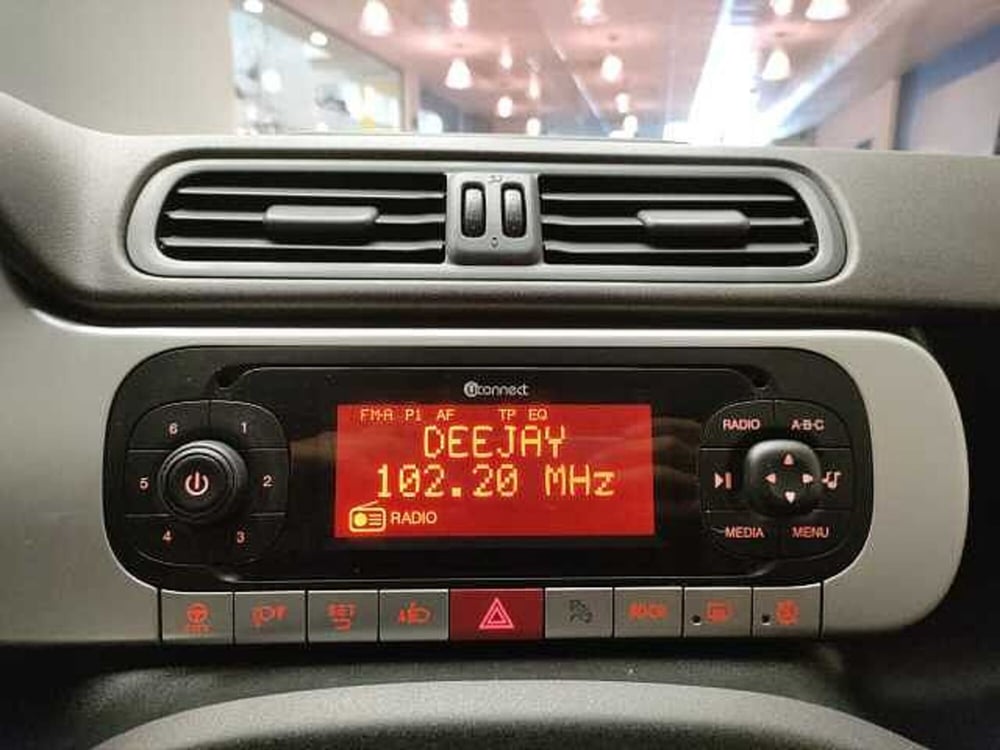 uconnect
FM-A P1 AF TP EQ
DEEJAY
102.20 MHz
RADIO
6 1
5 2
4 3
RADIO A·B·C
MEDIA MENU
SET